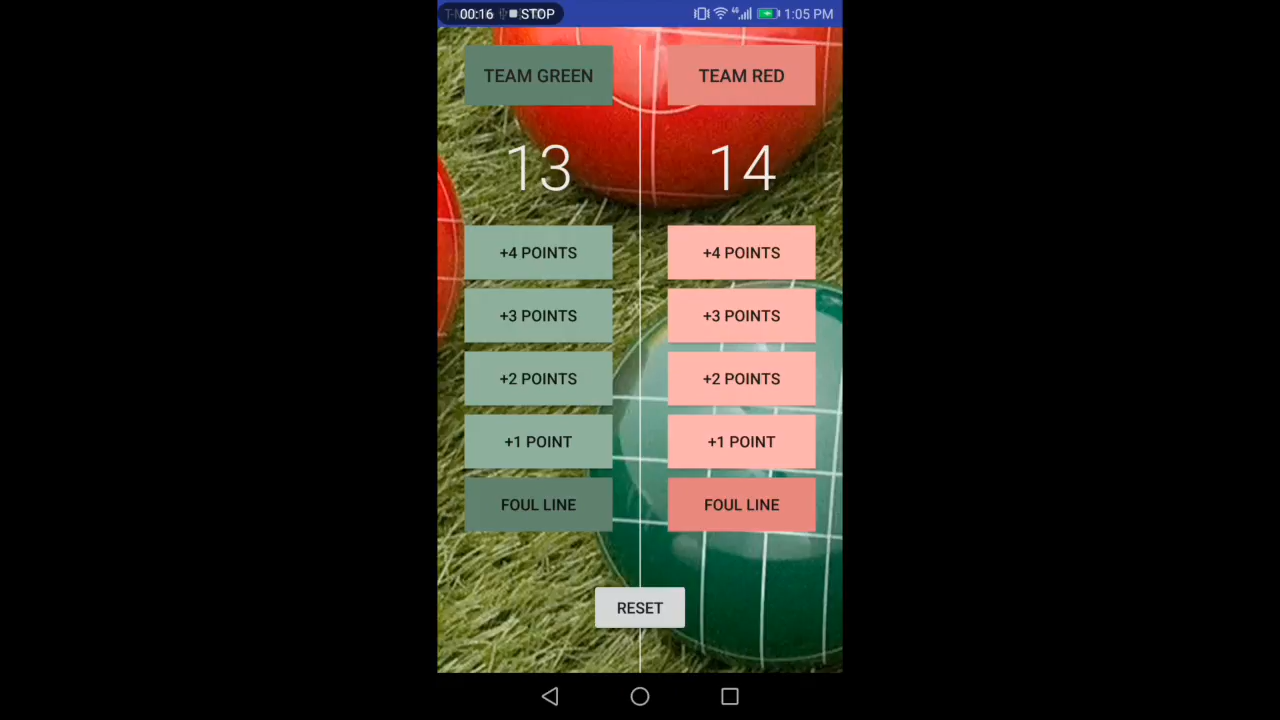 00:16 STOP
1:05 PM
TEAM GREEN
TEAM RED
13
14
+4 POINTS
+4 POINTS
+3 POINTS
+3 POINTS
+2 POINTS
+2 POINTS
+1 POINT
+1 POINT
FOUL LINE
FOUL LINE
RESET